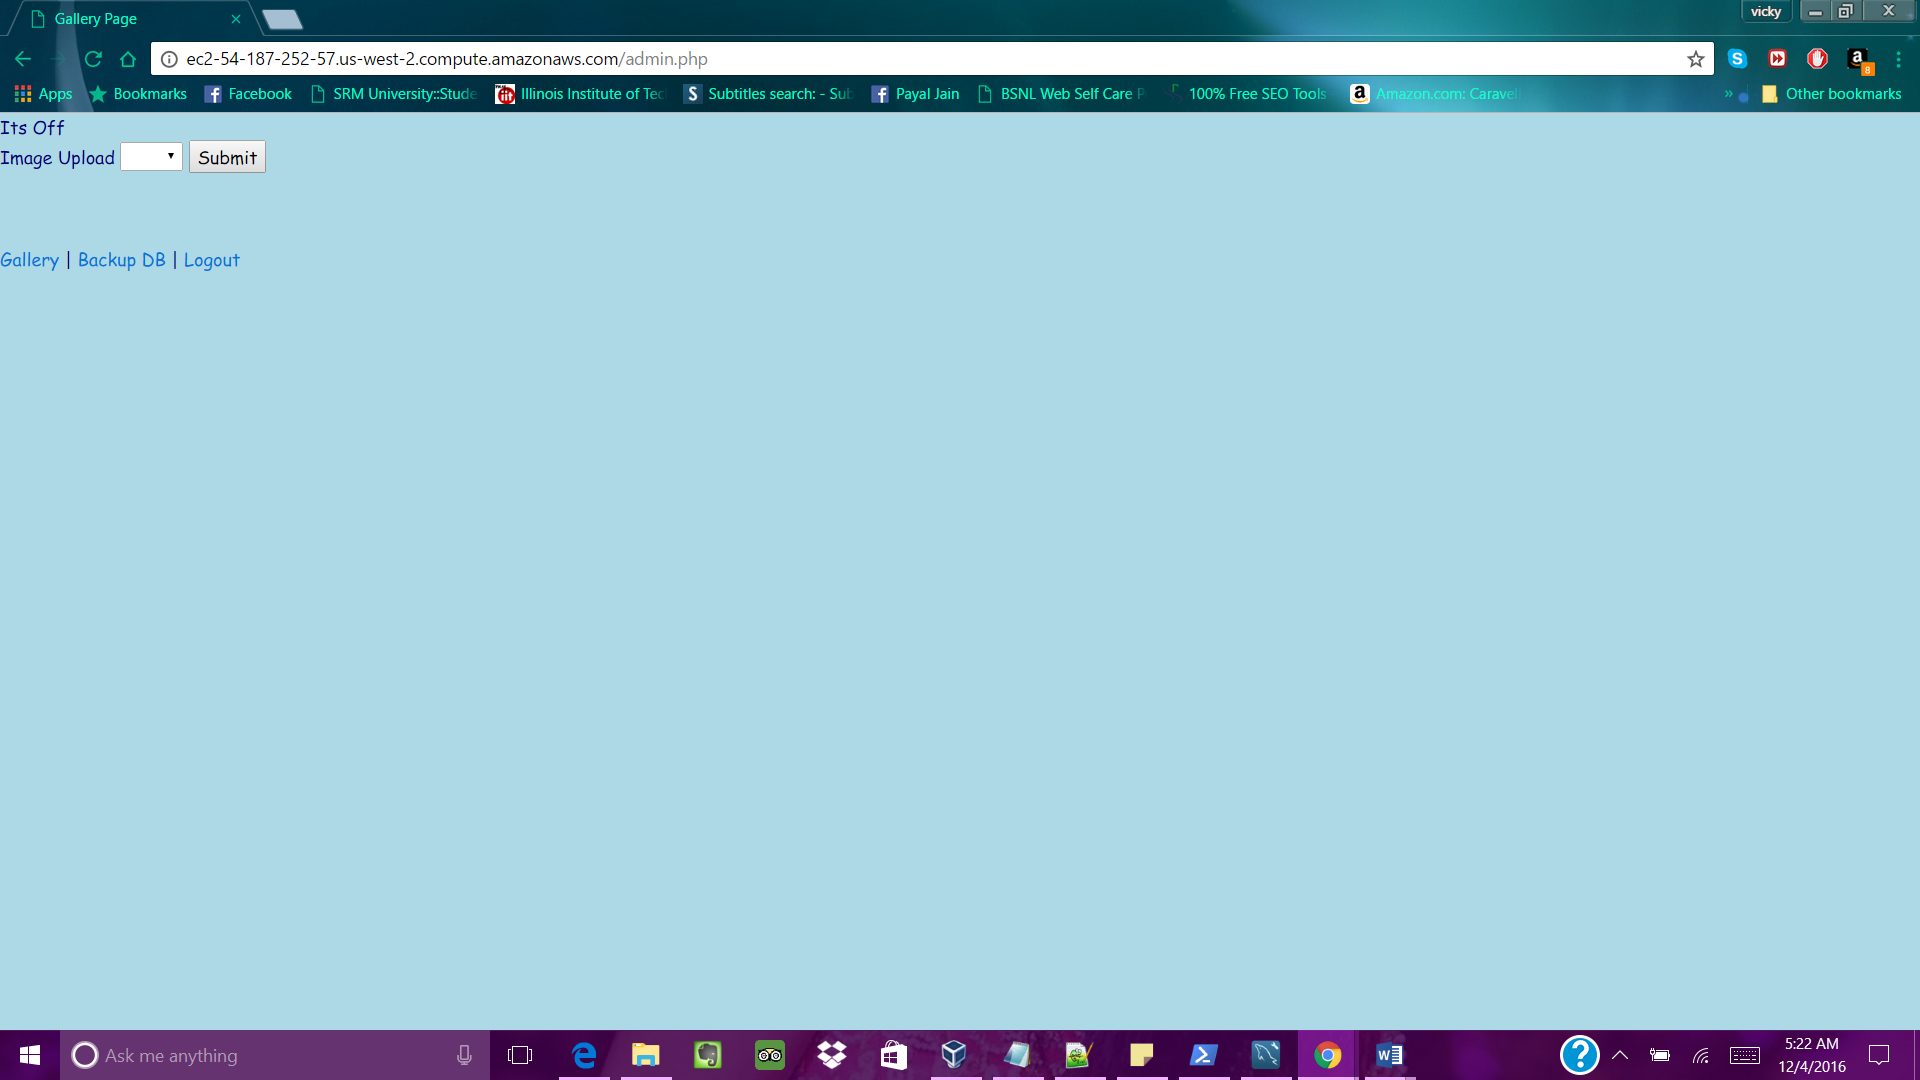 Gallery Page
vicky
ec2-54-187-252-57.us-west-2.compute.amazonaws.com/admin.php
Apps Bookmarks Facebook SRM University::Stude Illinois Institute of Tec Subtitles search: - Sub Payal Jain BSNL Web Self Care P 100% Free SEO Tools Amazon.com: Caravell » Other bookmarks
Its Off
Image Upload Submit
Gallery | Backup DB | Logout
Ask me anything
5:22 AM
12/4/2016